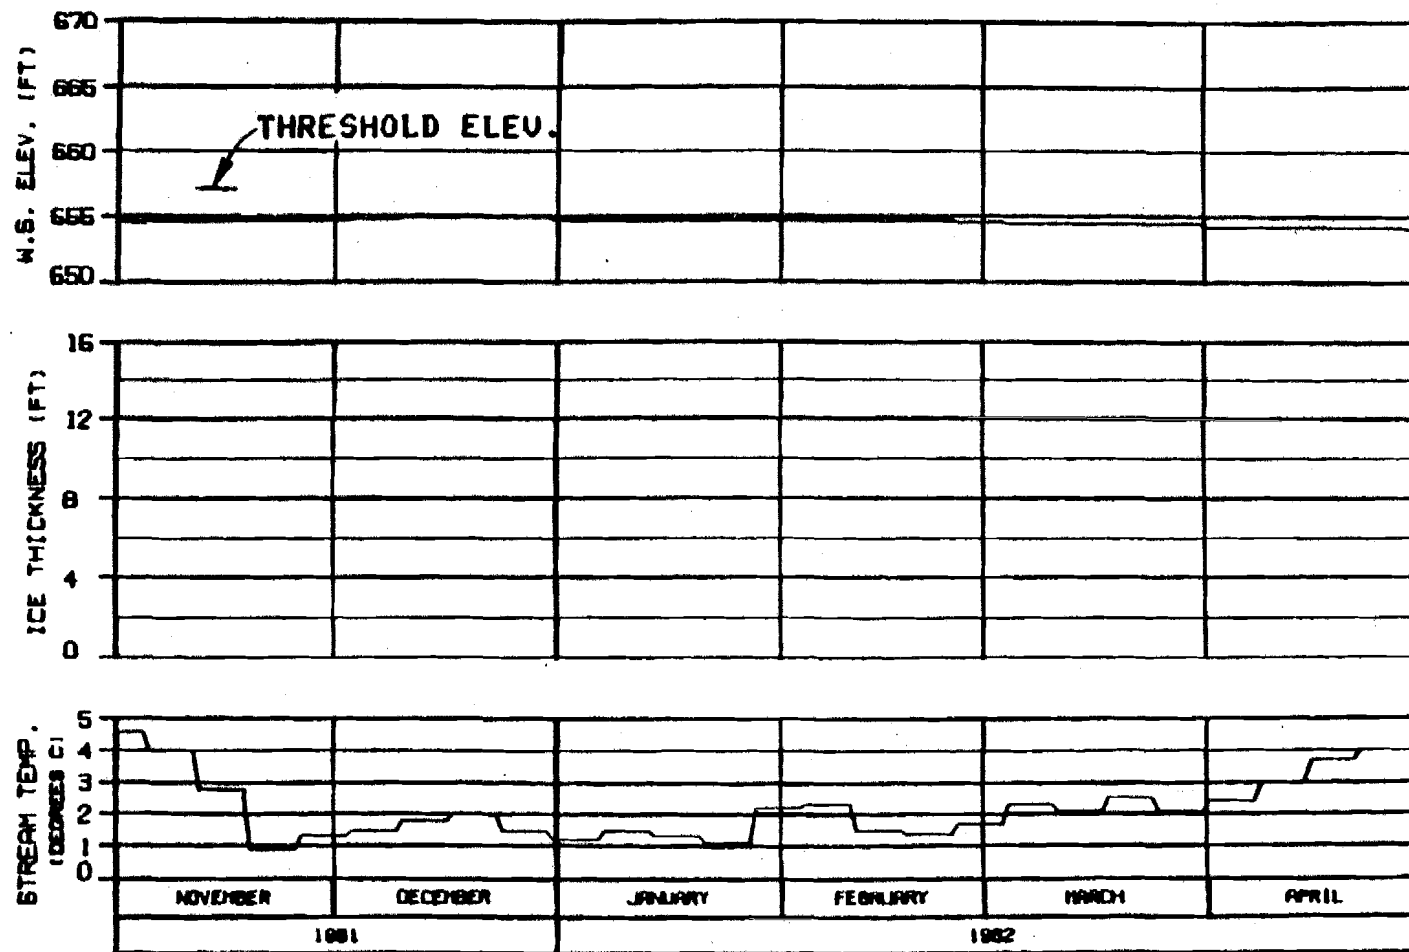 W.S. ELEV. (FT)
670
665
660
655
650
THRESHOLD ELEV.
ICE THICKNESS (FT)
16
12
8
4
0
STREAM TEMP.
(DEGREES C)
5
4
3
2
1
0
NOVEMBER DECEMBER JANUARY FEBRUARY MARCH APRIL
1981 1982